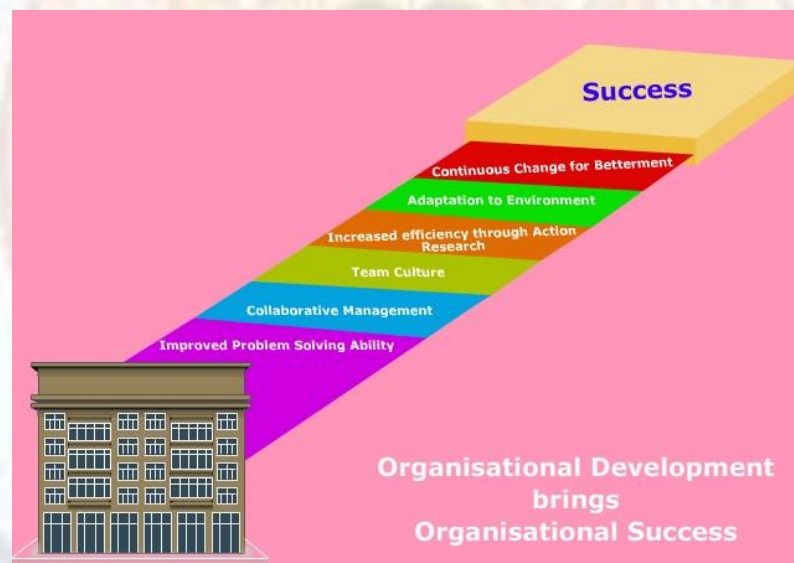 Success
Continuous Change for Betterment
Adaptation to Environment
Increased efficiency through Action
Research
Team Culture
Collaborative Management
Improved Problem Solving Ability
Organisational Development
brings
Organisational Success